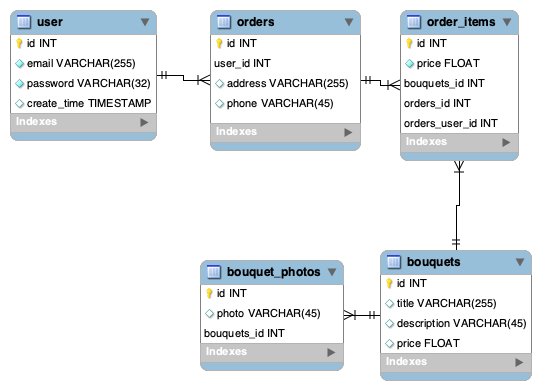 user
id INT
email VARCHAR(255)
password VARCHAR(32)
create_time TIMESTAMP
Indexes
orders
id INT
user_id INT
address VARCHAR(255)
phone VARCHAR(45)
Indexes
order_items
id INT
price FLOAT
bouquets_id INT
orders_id INT
orders_user_id INT
Indexes
bouquet_photos
id INT
photo VARCHAR(45)
bouquets_id INT
Indexes
bouquets
id INT
title VARCHAR(255)
description VARCHAR(45)
price FLOAT
Indexes